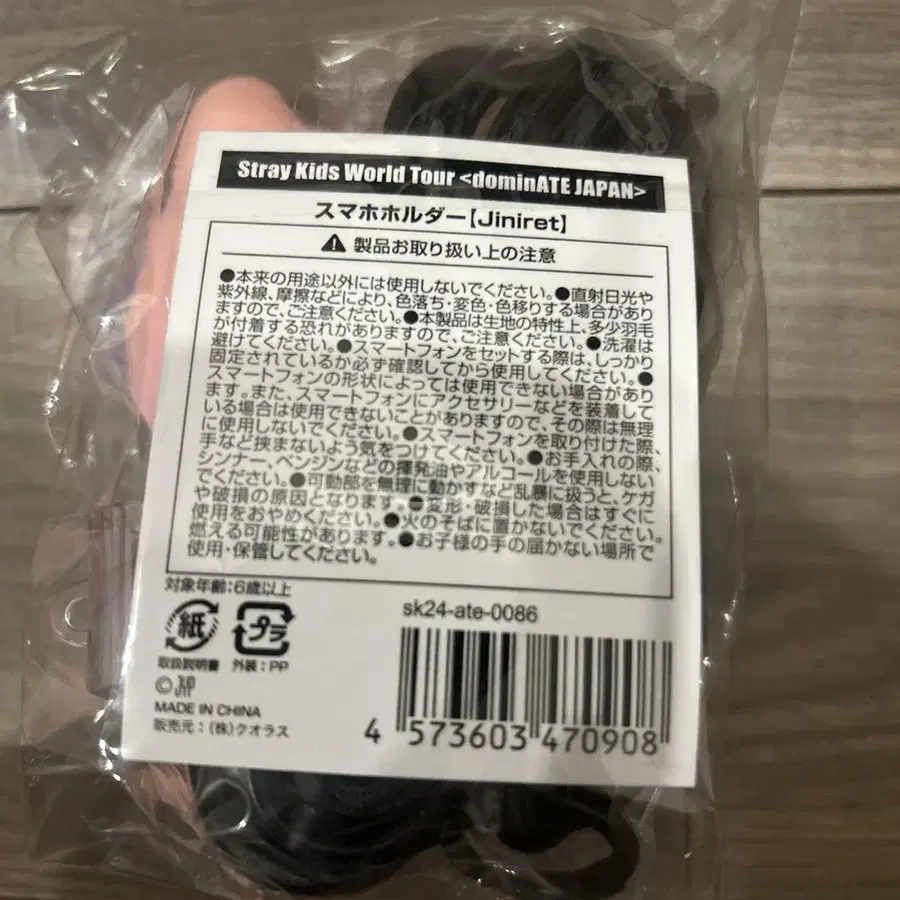 Stray Kids World Tour <dominATE JAPAN>
スマホホルダー【Jiniret】
⚠ 製品お取り扱い上の注意
●本来の用途以外には使用しないでください。●直射日光や
紫外線、摩擦などにより、色落ち・変色・色移りする場合があり
ますので、ご注意ください。●本製品は生地の特性上、多少羽毛
が付着する恐れがありますので、ご注意ください。●洗濯は
避けてください。●スマートフォンをセットする際は、しっかり
固定されているか必ず確認してから使用してください。●
スマートフォンの形状によっては使用できない場合があり
ます。また、スマートフォンにアクセサリーなどを装着して
いる場合は使用できないことがありますので、その際は無理
に使用しないでください。●スマートフォンを取り付けた際、
手など挟まないよう気をつけてください。●お手入れの際、
シンナー、ベンジンなどの揮発油やアルコールを使用しない
でください。●可動部を無理に動かすなど乱暴に扱うと、ケガ
や破損の原因となります。●変形・破損した場合はすぐに
使用をおやめください。●火のそばに置かないでください。
燃える可能性があります。●お子様の手の届かない場所で
使用・保管してください。
対象年齢:6歳以上
紙
プラ
取扱説明書 外装:PP
sk24-ate-0086
©JYP
MADE IN CHINA
販売元:(株)クオラス
4 573603 470908